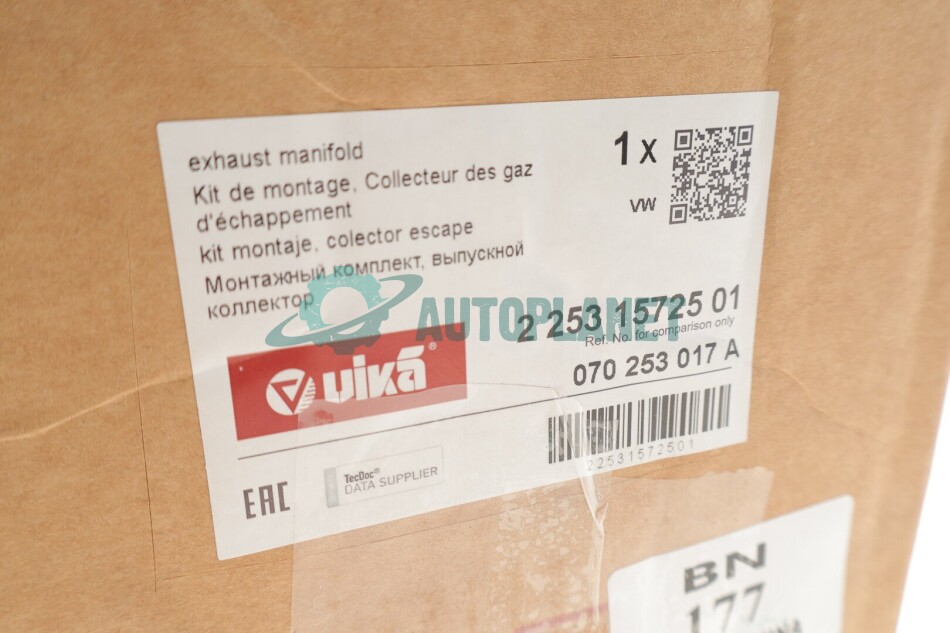 exhaust manifold
Kit de montage, Collecteur des gaz
d'échappement
kit montaje, colector escape
Монтажный комплект, выпускной
коллектор
1 x
VW
AUTOPLANET
2 253 15725 01
Ref. No. for comparison only
070 253 017 A
vika®
22531572501
EAC
TecDoc®
DATA SUPPLIER
BN
177